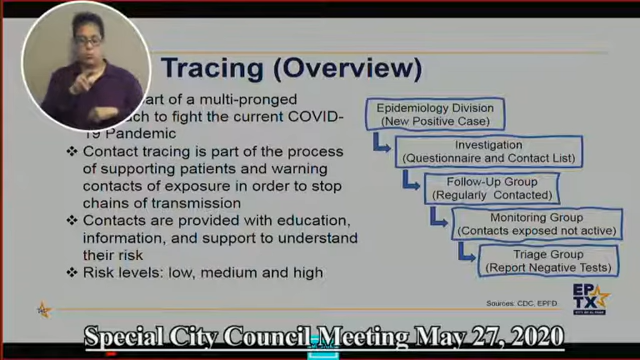 Tracing (Overview)
art of a multi-pronged
ach to fight the current COVID-
19 Pandemic
❖ Contact tracing is part of the process
of supporting patients and warning
contacts of exposure in order to stop
chains of transmission
❖ Contacts are provided with education,
information, and support to understand
their risk
❖ Risk levels: low, medium and high
Epidemiology Division
(New Positive Case)
Investigation
(Questionnaire and Contact List)
Follow-Up Group
(Regularly Contacted)
Monitoring Group
(Contacts exposed not active)
Triage Group
(Report Negative Tests)
Sources: CDC, EPFD
EP
TX
Special City Council Meeting May 27, 2020